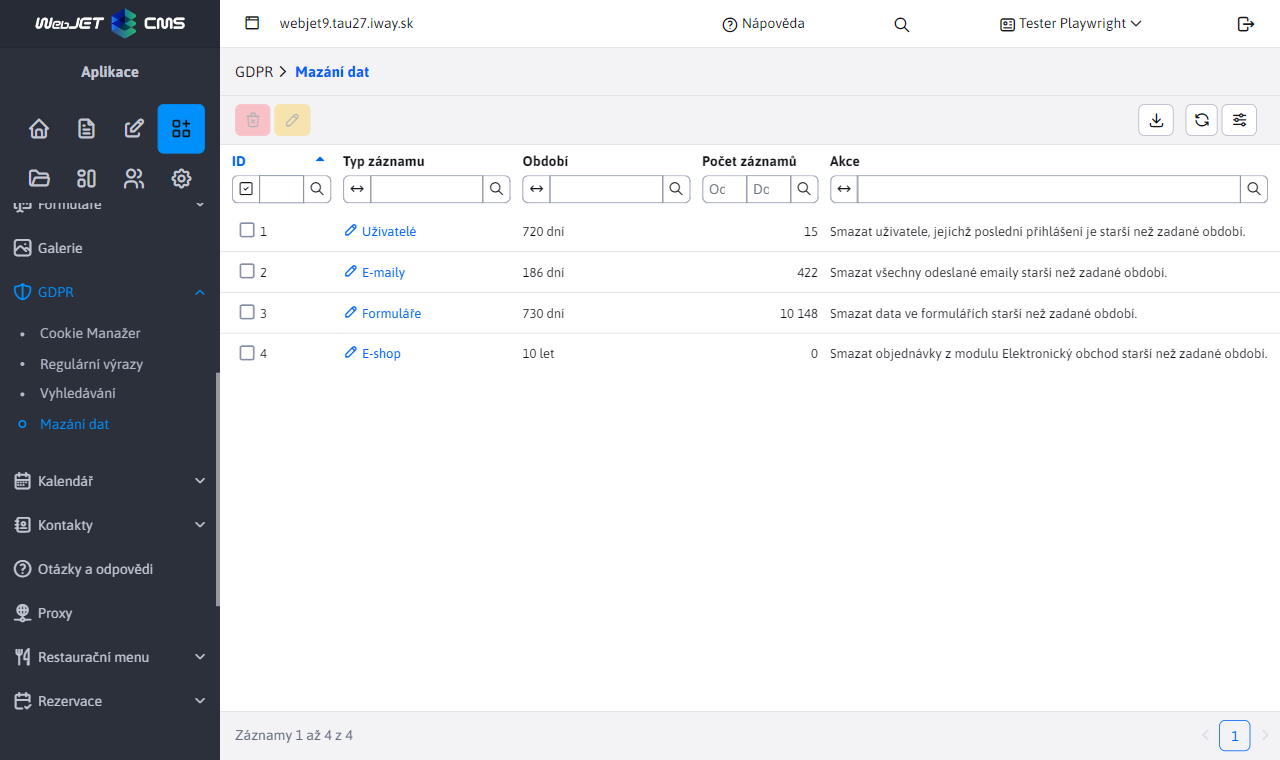 WebJET CMS
webjet9.tau27.iway.sk
Nápověda
Tester Playwright
Aplikace
Formuláře
Galerie
GDPR
Cookie Manažer
Regulární výrazy
Vyhledávání
Mazání dat
Kalendář
Kontakty
Otázky a odpovědi
Proxy
Restaurační menu
Rezervace
GDPR > Mazání dat
ID Typ záznamu Období Počet záznamů Akce
Oc Do
1 Uživatelé 720 dní 15 Smazat uživatele, jejichž poslední přihlášení je starší než zadané období.
2 E-maily 186 dní 422 Smazat všechny odeslané emaily starší než zadané období.
3 Formuláře 730 dní 10 148 Smazat data ve formulářích starší než zadané období.
4 E-shop 10 let 0 Smazat objednávky z modulu Elektronický obchod starší než zadané období.
Záznamy 1 až 4 z 4
1